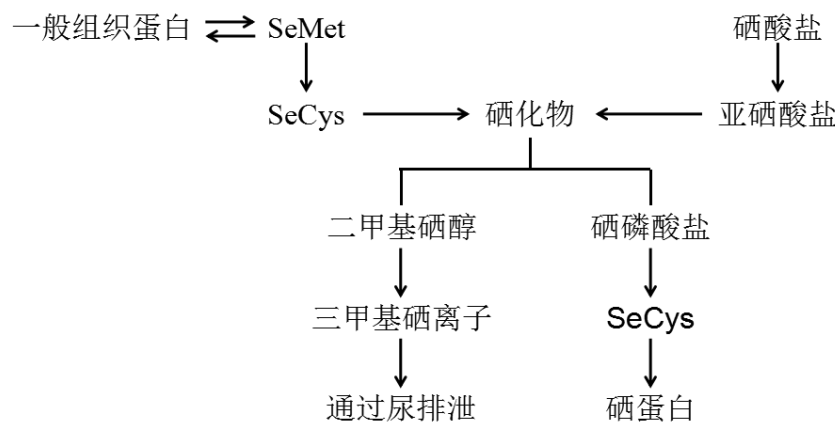 一般组织蛋白 SeMet 硒酸盐
SeCys 硒化物 亚硒酸盐
二甲基硒醇 硒磷酸盐
三甲基硒离子 SeCys
通过尿排泄 硒蛋白